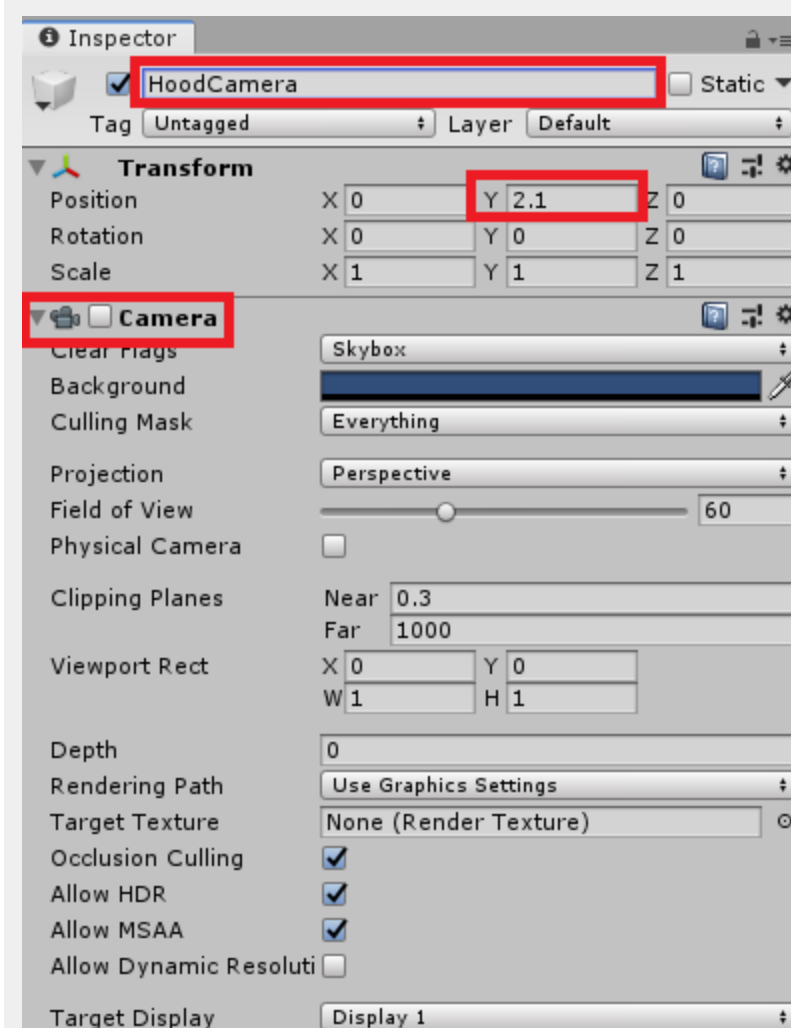 Inspector
HoodCamera Static
Tag Untagged Layer Default
Transform
Position X 0 Y 2.1 Z 0
Rotation X 0 Y 0 Z 0
Scale X 1 Y 1 Z 1
Camera
Clear Flags Skybox
Background
Culling Mask Everything
Projection Perspective
Field of View 60
Physical Camera
Clipping Planes Near 0.3
Far 1000
Viewport Rect X 0 Y 0
W 1 H 1
Depth 0
Rendering Path Use Graphics Settings
Target Texture None (Render Texture)
Occlusion Culling
Allow HDR
Allow MSAA
Allow Dynamic Resoluti
Target Display Display 1